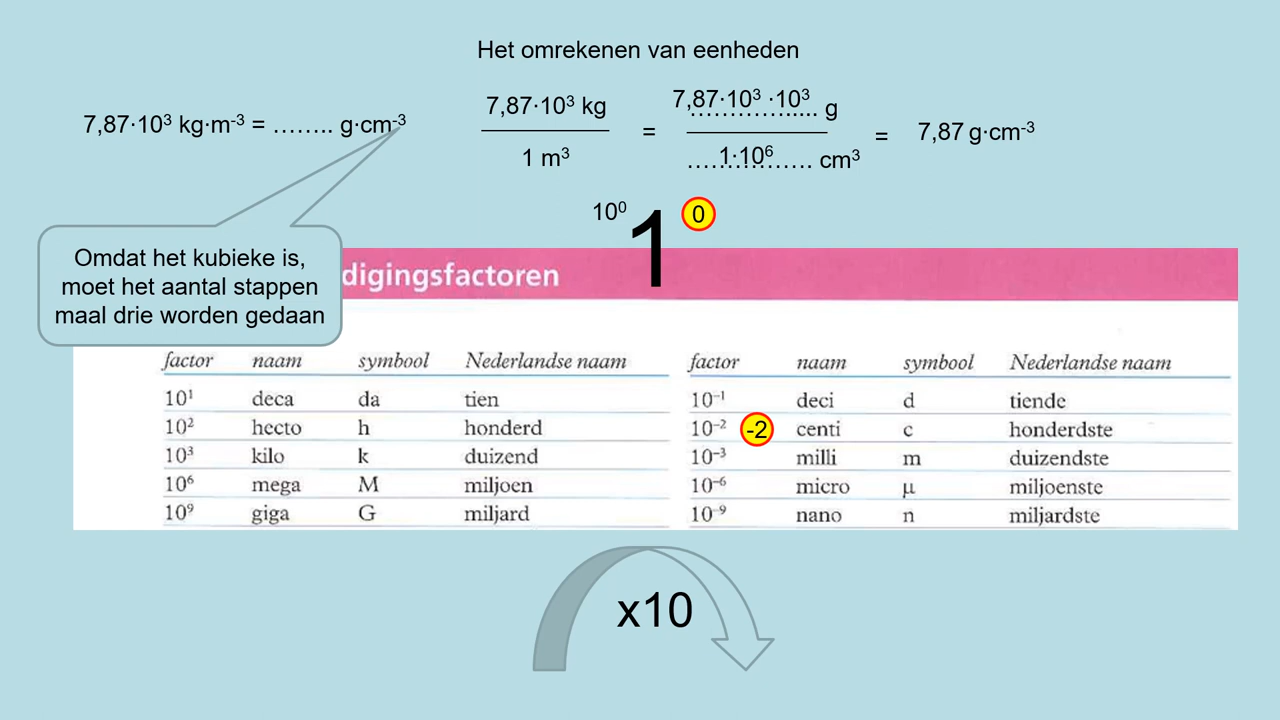 Het omrekenen van eenheden
7,87·10³ kg·m⁻³ = …….. g·cm⁻³
7,87·10³ kg
1 m³
=
7,87·10³ ·10³
…………..... g
1·10⁶
…………… cm³
=
7,87 g·cm⁻³
10⁰ 1 0
Omdat het kubieke is,
moet het aantal stappen
maal drie worden gedaan
digingsfactoren
factor naam symbool Nederlandse naam factor naam symbool Nederlandse naam
10¹ deca da tien 10⁻¹ deci d tiende
10² hecto h honderd 10⁻² -2 centi c honderdste
10³ kilo k duizend 10⁻³ milli m duizendste
10⁶ mega M miljoen 10⁻⁶ micro μ miljoenste
10⁹ giga G miljard 10⁻⁹ nano n miljardste
x10